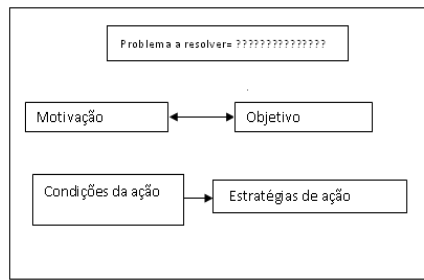 Problema a resolver= ???????????????
Motivação
Objetivo
Condições da ação
Estratégias de ação